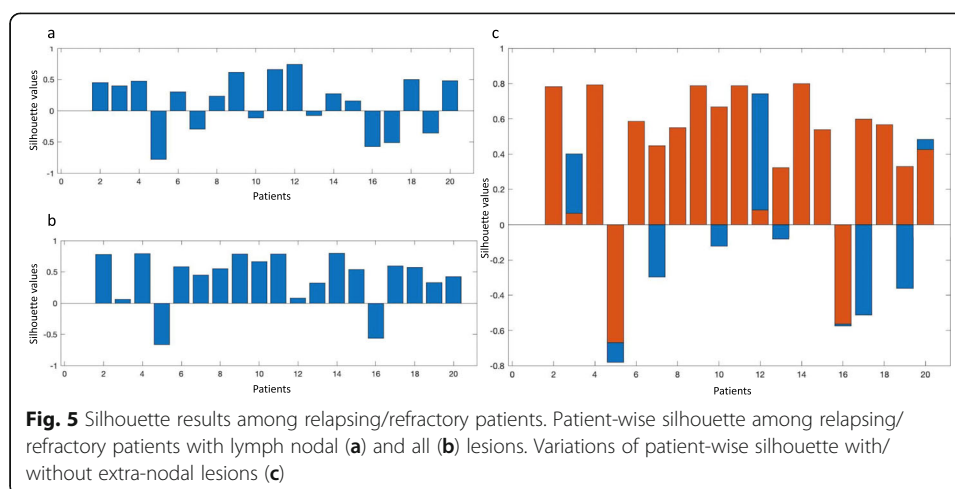 a
1
0.5
0
0.5
-1
Silhouette values
0 2 4 6 8 10 12 14 16 18 20
Patients
b
1
0.5
0
-0.5
1
Silhouette values
0 2 4 6 8 10 12 14 16 18 20
Patients
c
1
0.8
0.6
0.4
0.2
0
-0.2
-0.4
-0.6
-0.8
Silhouette values
0 2 4 6 8 10 12 14 16 18 20
Patients
Fig. 5 Silhouette results among relapsing/refractory patients. Patient-wise silhouette among relapsing/
refractory patients with lymph nodal (a) and all (b) lesions. Variations of patient-wise silhouette with/
without extra-nodal lesions (c)